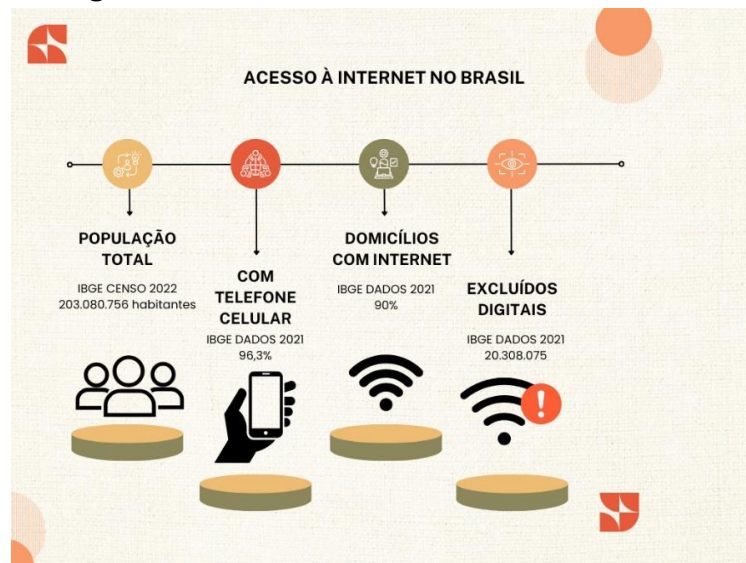 ACESSO À INTERNET NO BRASIL
POPULAÇÃO
TOTAL
IBGE CENSO 2022
203.080.756 habitantes
COM
TELEFONE
CELULAR
IBGE DADOS 2021
96,3%
DOMICÍLIOS
COM INTERNET
IBGE DADOS 2021
90%
EXCLUÍDOS
DIGITAIS
IBGE DADOS 2021
20.308.075